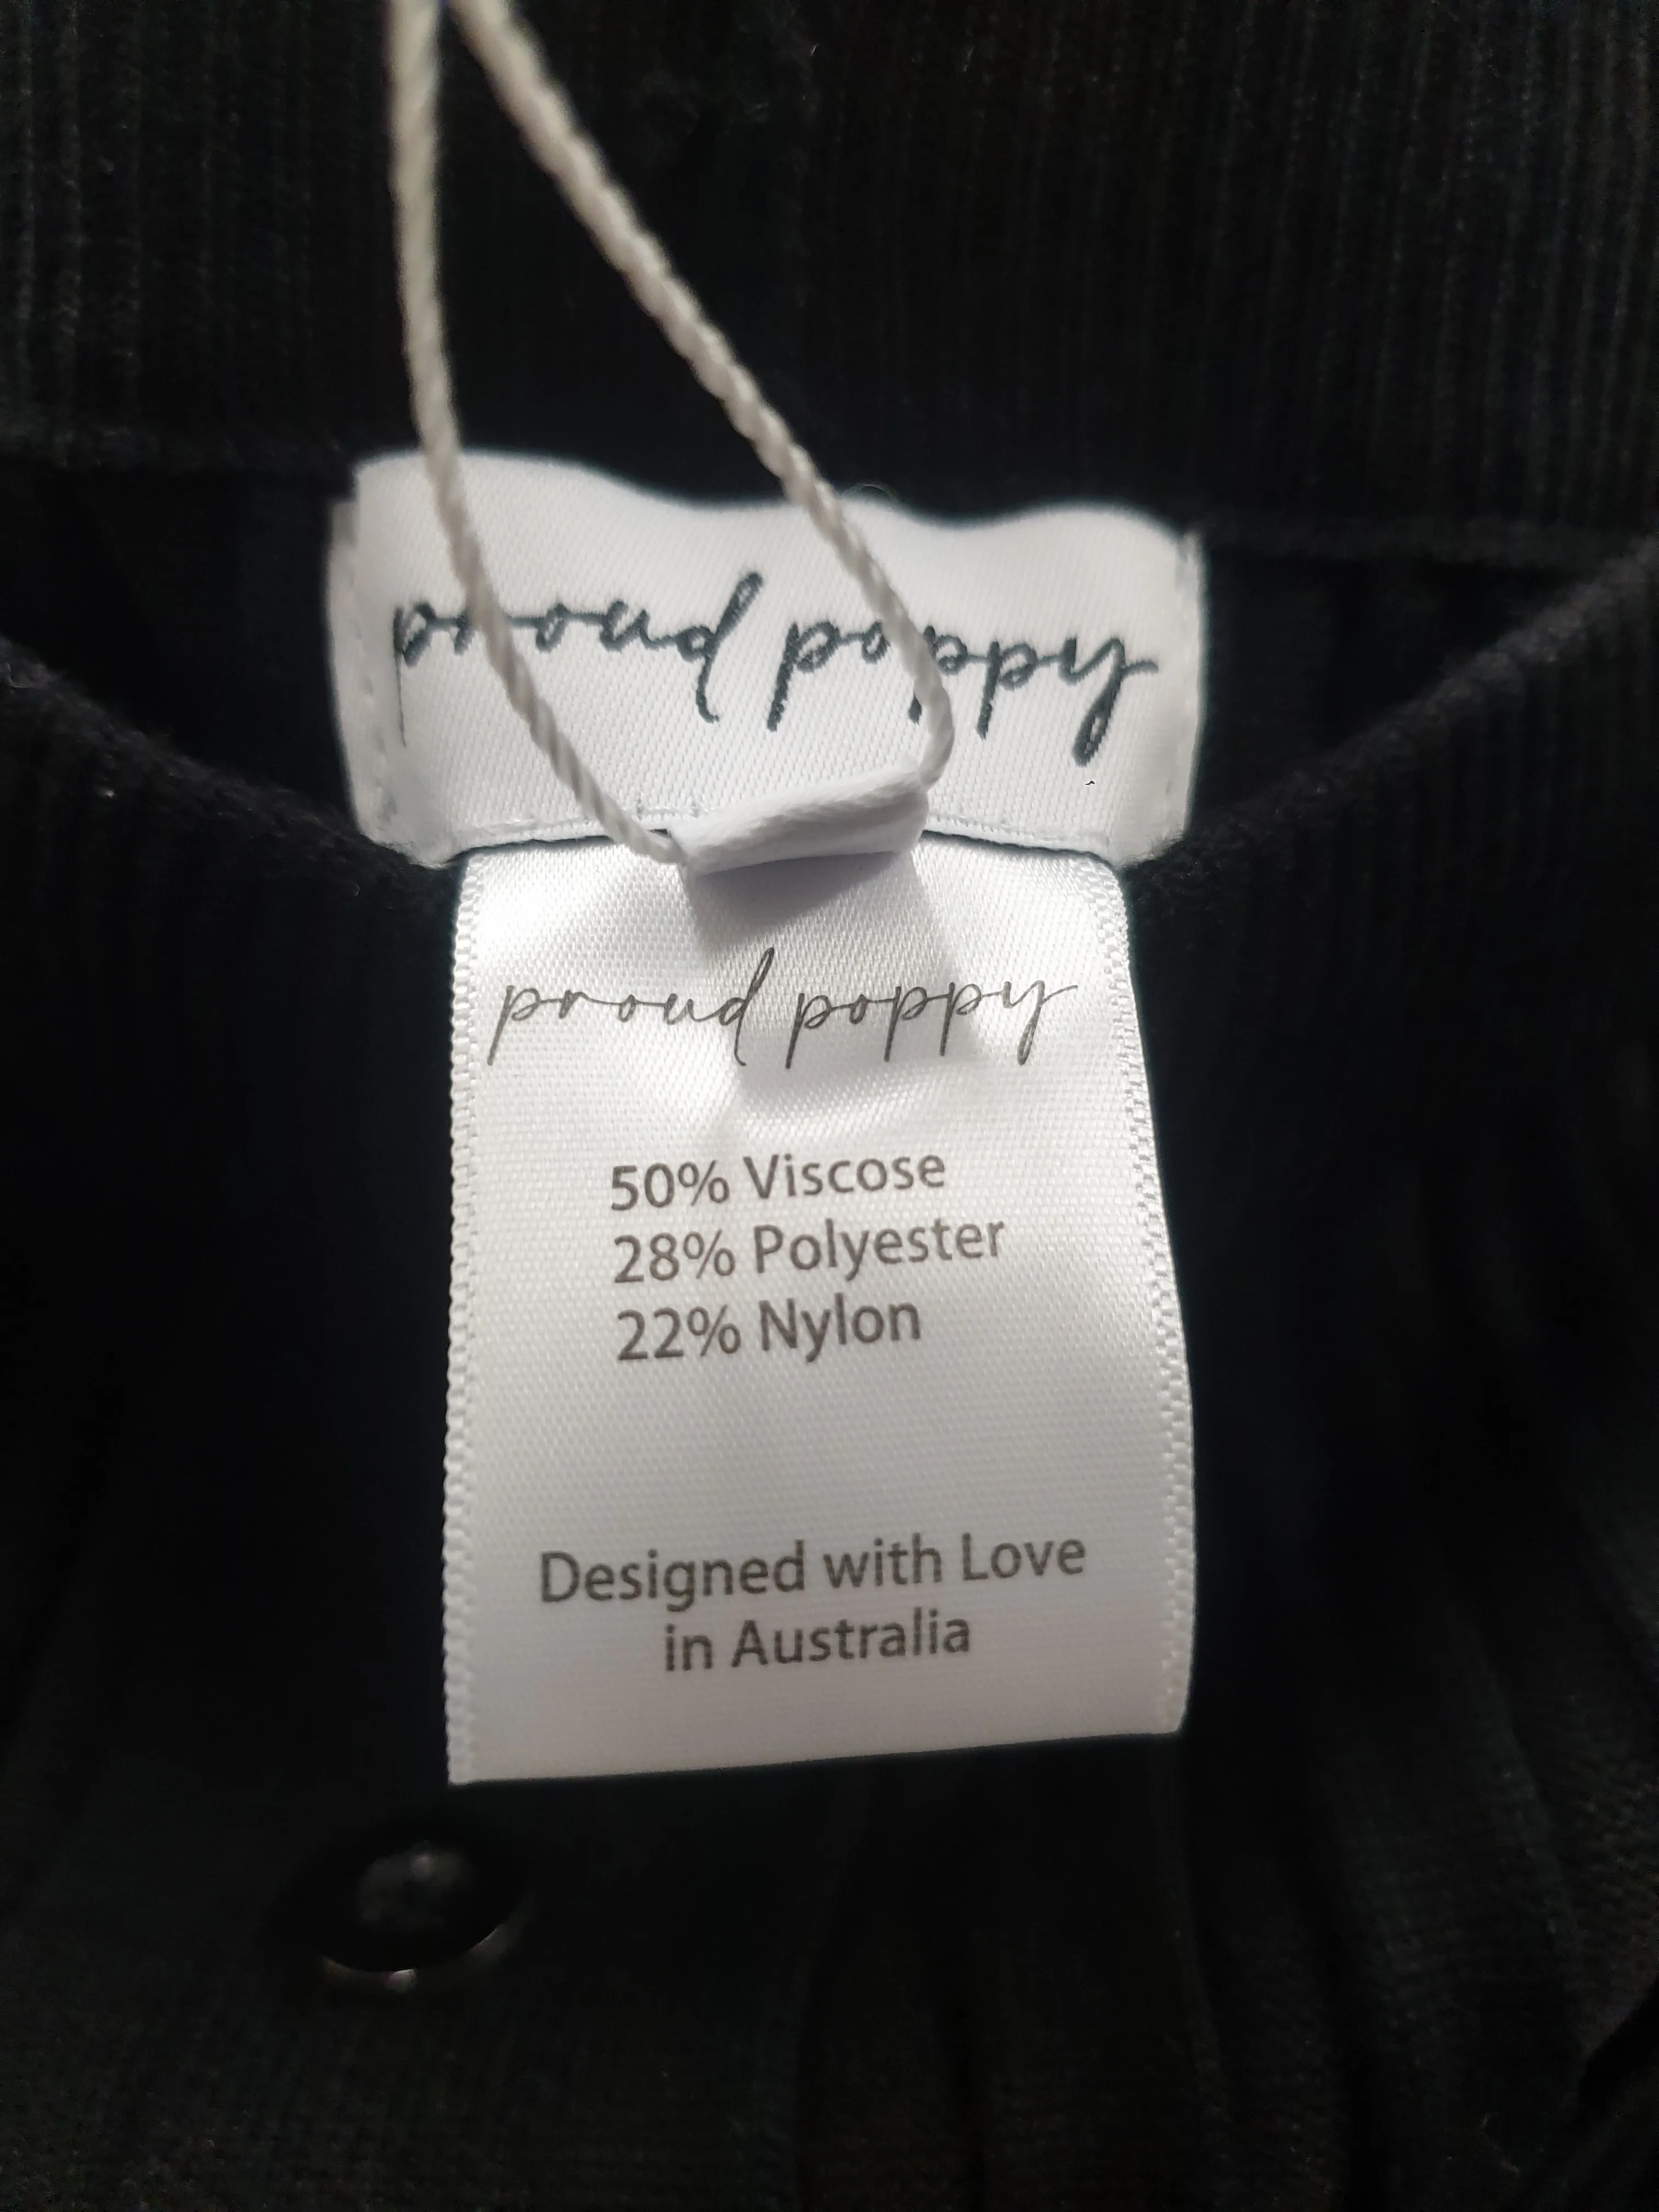 proud poppy
proud poppy
50% Viscose
28% Polyester
22% Nylon
Designed with Love
in Australia